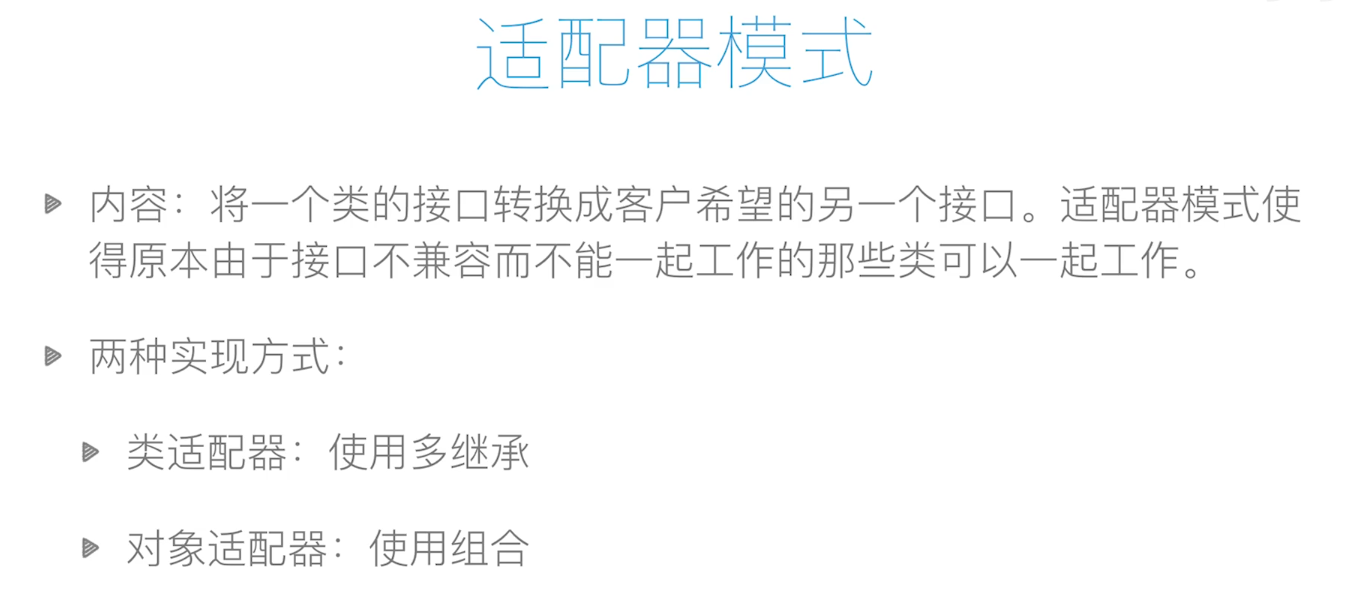 适配器模式
内容：将一个类的接口转换成客户希望的另一个接口。适配器模式使
得原本由于接口不兼容而不能一起工作的那些类可以一起工作。
两种实现方式：
类适配器：使用多继承
对象适配器：使用组合